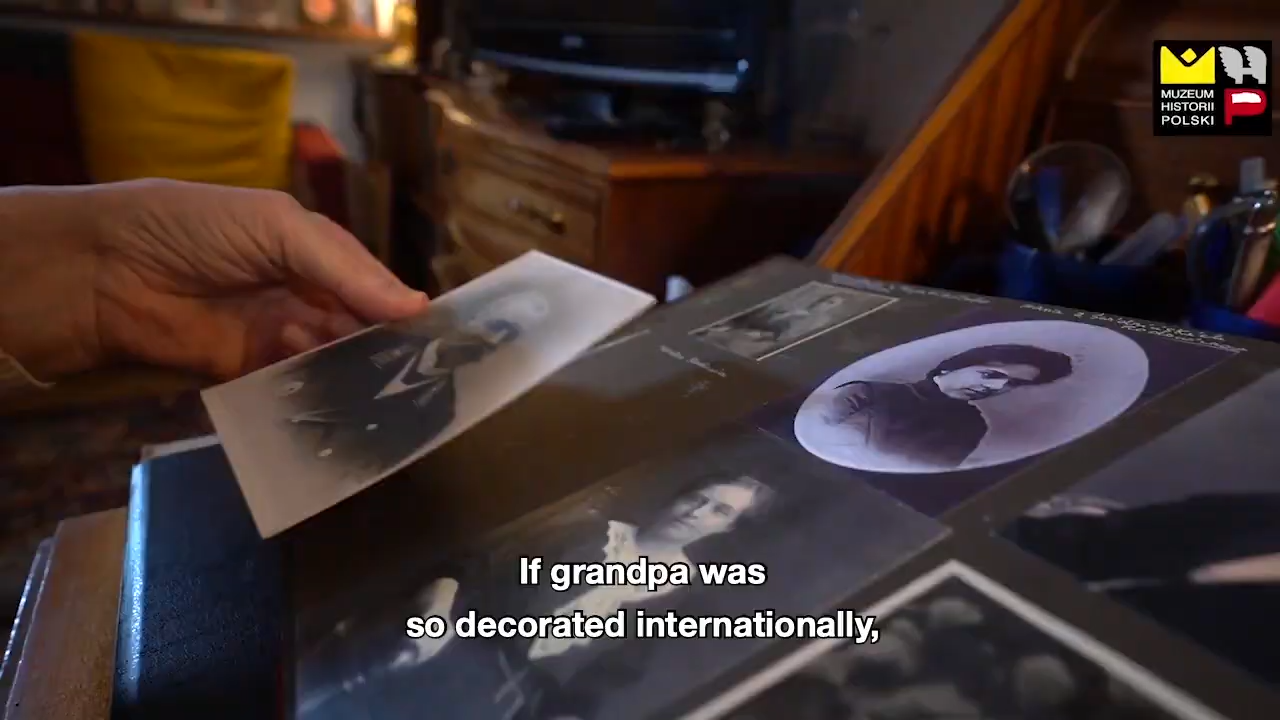 MUZEUM
HISTORII
POLSKI
If grandpa was
so decorated internationally,